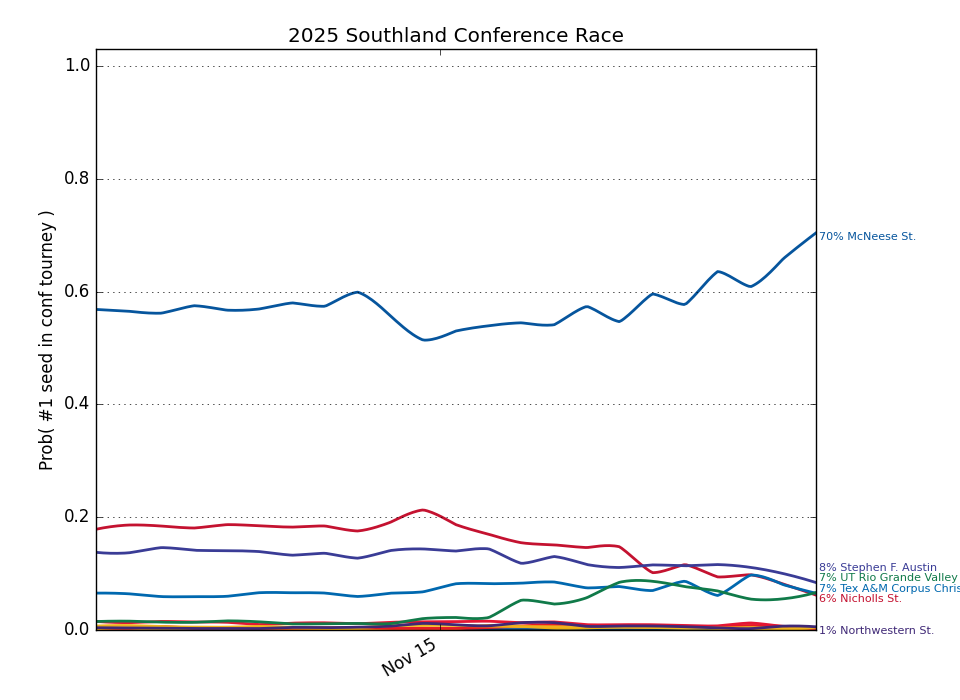 2025 Southland Conference Race
Prob( #1 seed in conf tourney )
1.0
0.8
0.6
0.4
0.2
0.0
Nov 15
70% McNeese St.
8% Stephen F. Austin
7% UT Rio Grande Valley
7% Tex A&M Corpus Chris
6% Nicholls St.
1% Northwestern St.